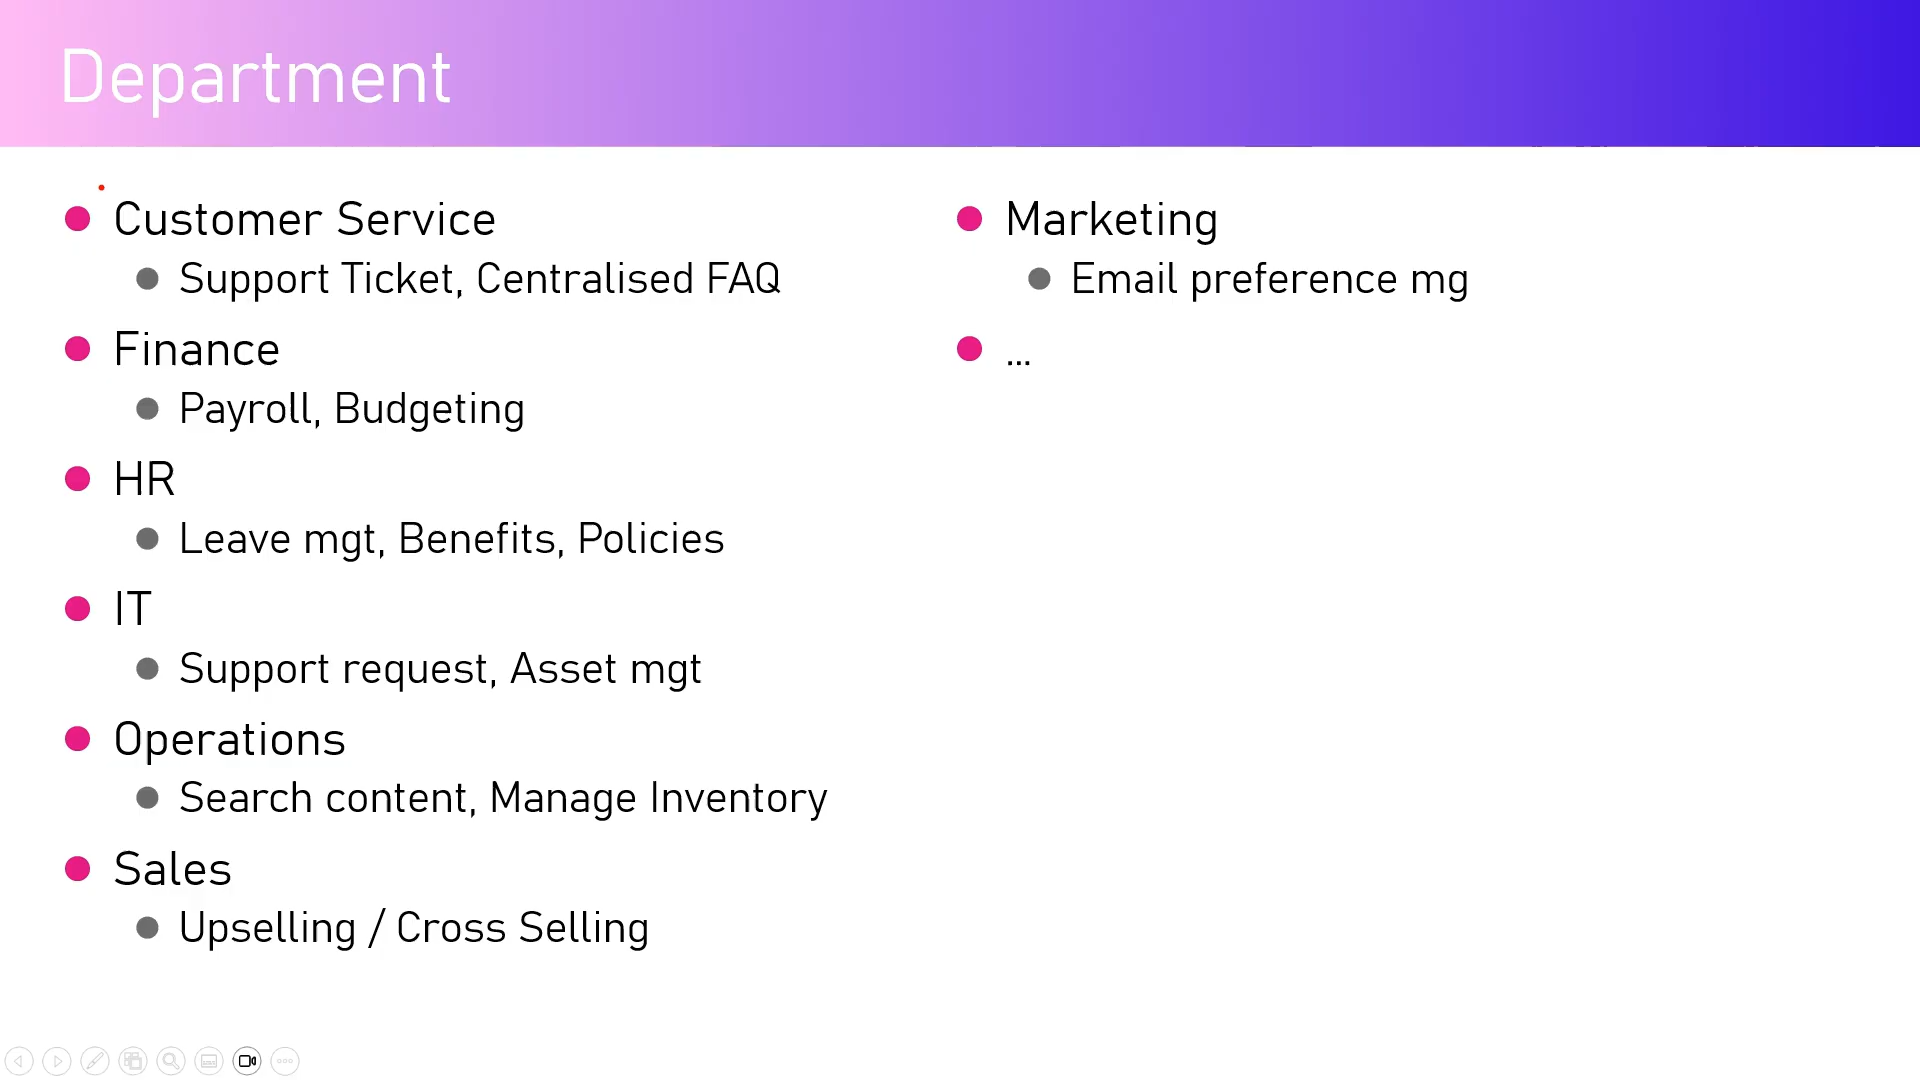 Department
Customer Service
Support Ticket, Centralised FAQ
Finance
Payroll, Budgeting
HR
Leave mgt, Benefits, Policies
IT
Support request, Asset mgt
Operations
Search content, Manage Inventory
Sales
Upselling / Cross Selling
Marketing
Email preference mg
...